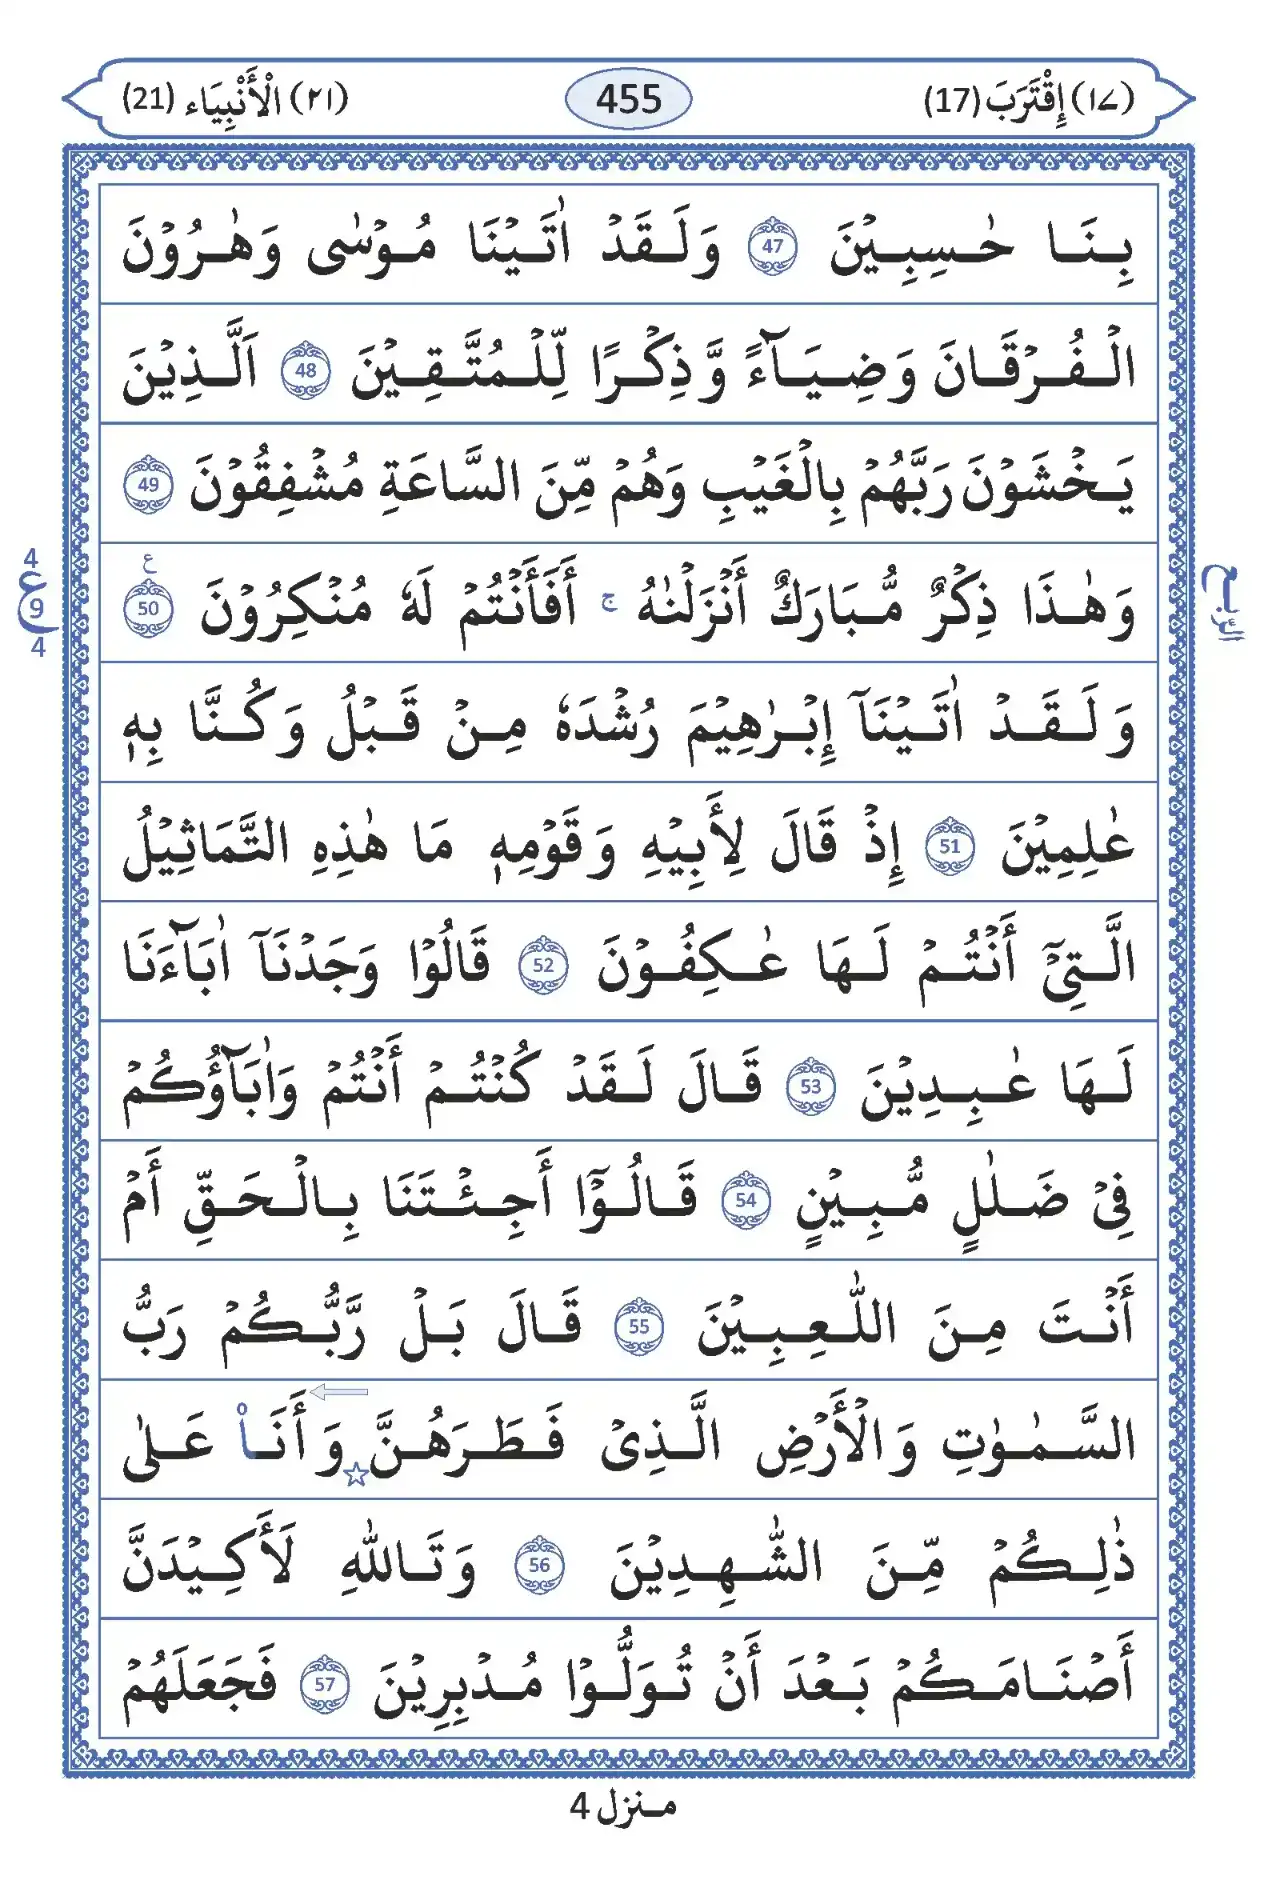 (١٧) إِقْتَرَبَ (17) 455 (٢١) الْأَنْبِيَاء (21)
بِنَا حٰسِبِيْنَ 47 وَلَقَدْ اٰتَيْنَا مُوْسٰى وَهٰرُوْنَ
الْفُرْقَانَ وَضِيَآءً وَّذِكْرًا لِّلْمُتَّقِيْنَ 48 اَلَّذِيْنَ
يَخْشَوْنَ رَبَّهُمْ بِالْغَيْبِ وَهُمْ مِّنَ السَّاعَةِ مُشْفِقُوْنَ 49
وَهٰذَا ذِكْرٌ مُّبَارَكٌ أَنْزَلْنٰهُ ج أَفَأَنْتُمْ لَهٗ مُنْكِرُوْنَ 50 ع
وَلَقَدْ اٰتَيْنَآ إِبْرٰهِيْمَ رُشْدَهٗ مِنْ قَبْلُ وَكُنَّا بِهٖ
عٰلِمِيْنَ 51 إِذْ قَالَ لِأَبِيْهِ وَقَوْمِهٖ مَا هٰذِهِ التَّمَاثِيْلُ
الَّتِيْٓ أَنْتُمْ لَهَا عٰكِفُوْنَ 52 قَالُوْا وَجَدْنَآ اٰبَآءَنَا
لَهَا عٰبِدِيْنَ 53 قَالَ لَقَدْ كُنْتُمْ أَنْتُمْ وَاٰبَآؤُكُمْ
فِيْ ضَلٰلٍ مُّبِيْنٍ 54 قَالُوْٓا أَجِئْتَنَا بِالْحَقِّ أَمْ
أَنْتَ مِنَ اللّٰعِبِيْنَ 55 قَالَ بَلْ رَّبُّكُمْ رَبُّ
السَّمٰوٰتِ وَالْأَرْضِ الَّذِيْ فَطَرَهُنَّ ☆ وَأَنَا۠ عَلٰى
ذٰلِكُمْ مِّنَ الشّٰهِدِيْنَ 56 وَتَاللّٰهِ لَأَكِيْدَنَّ
أَصْنَامَكُمْ بَعْدَ أَنْ تُوَلُّوْا مُدْبِرِيْنَ 57 فَجَعَلَهُمْ
الربع
4
ع 9
4
منزل 4